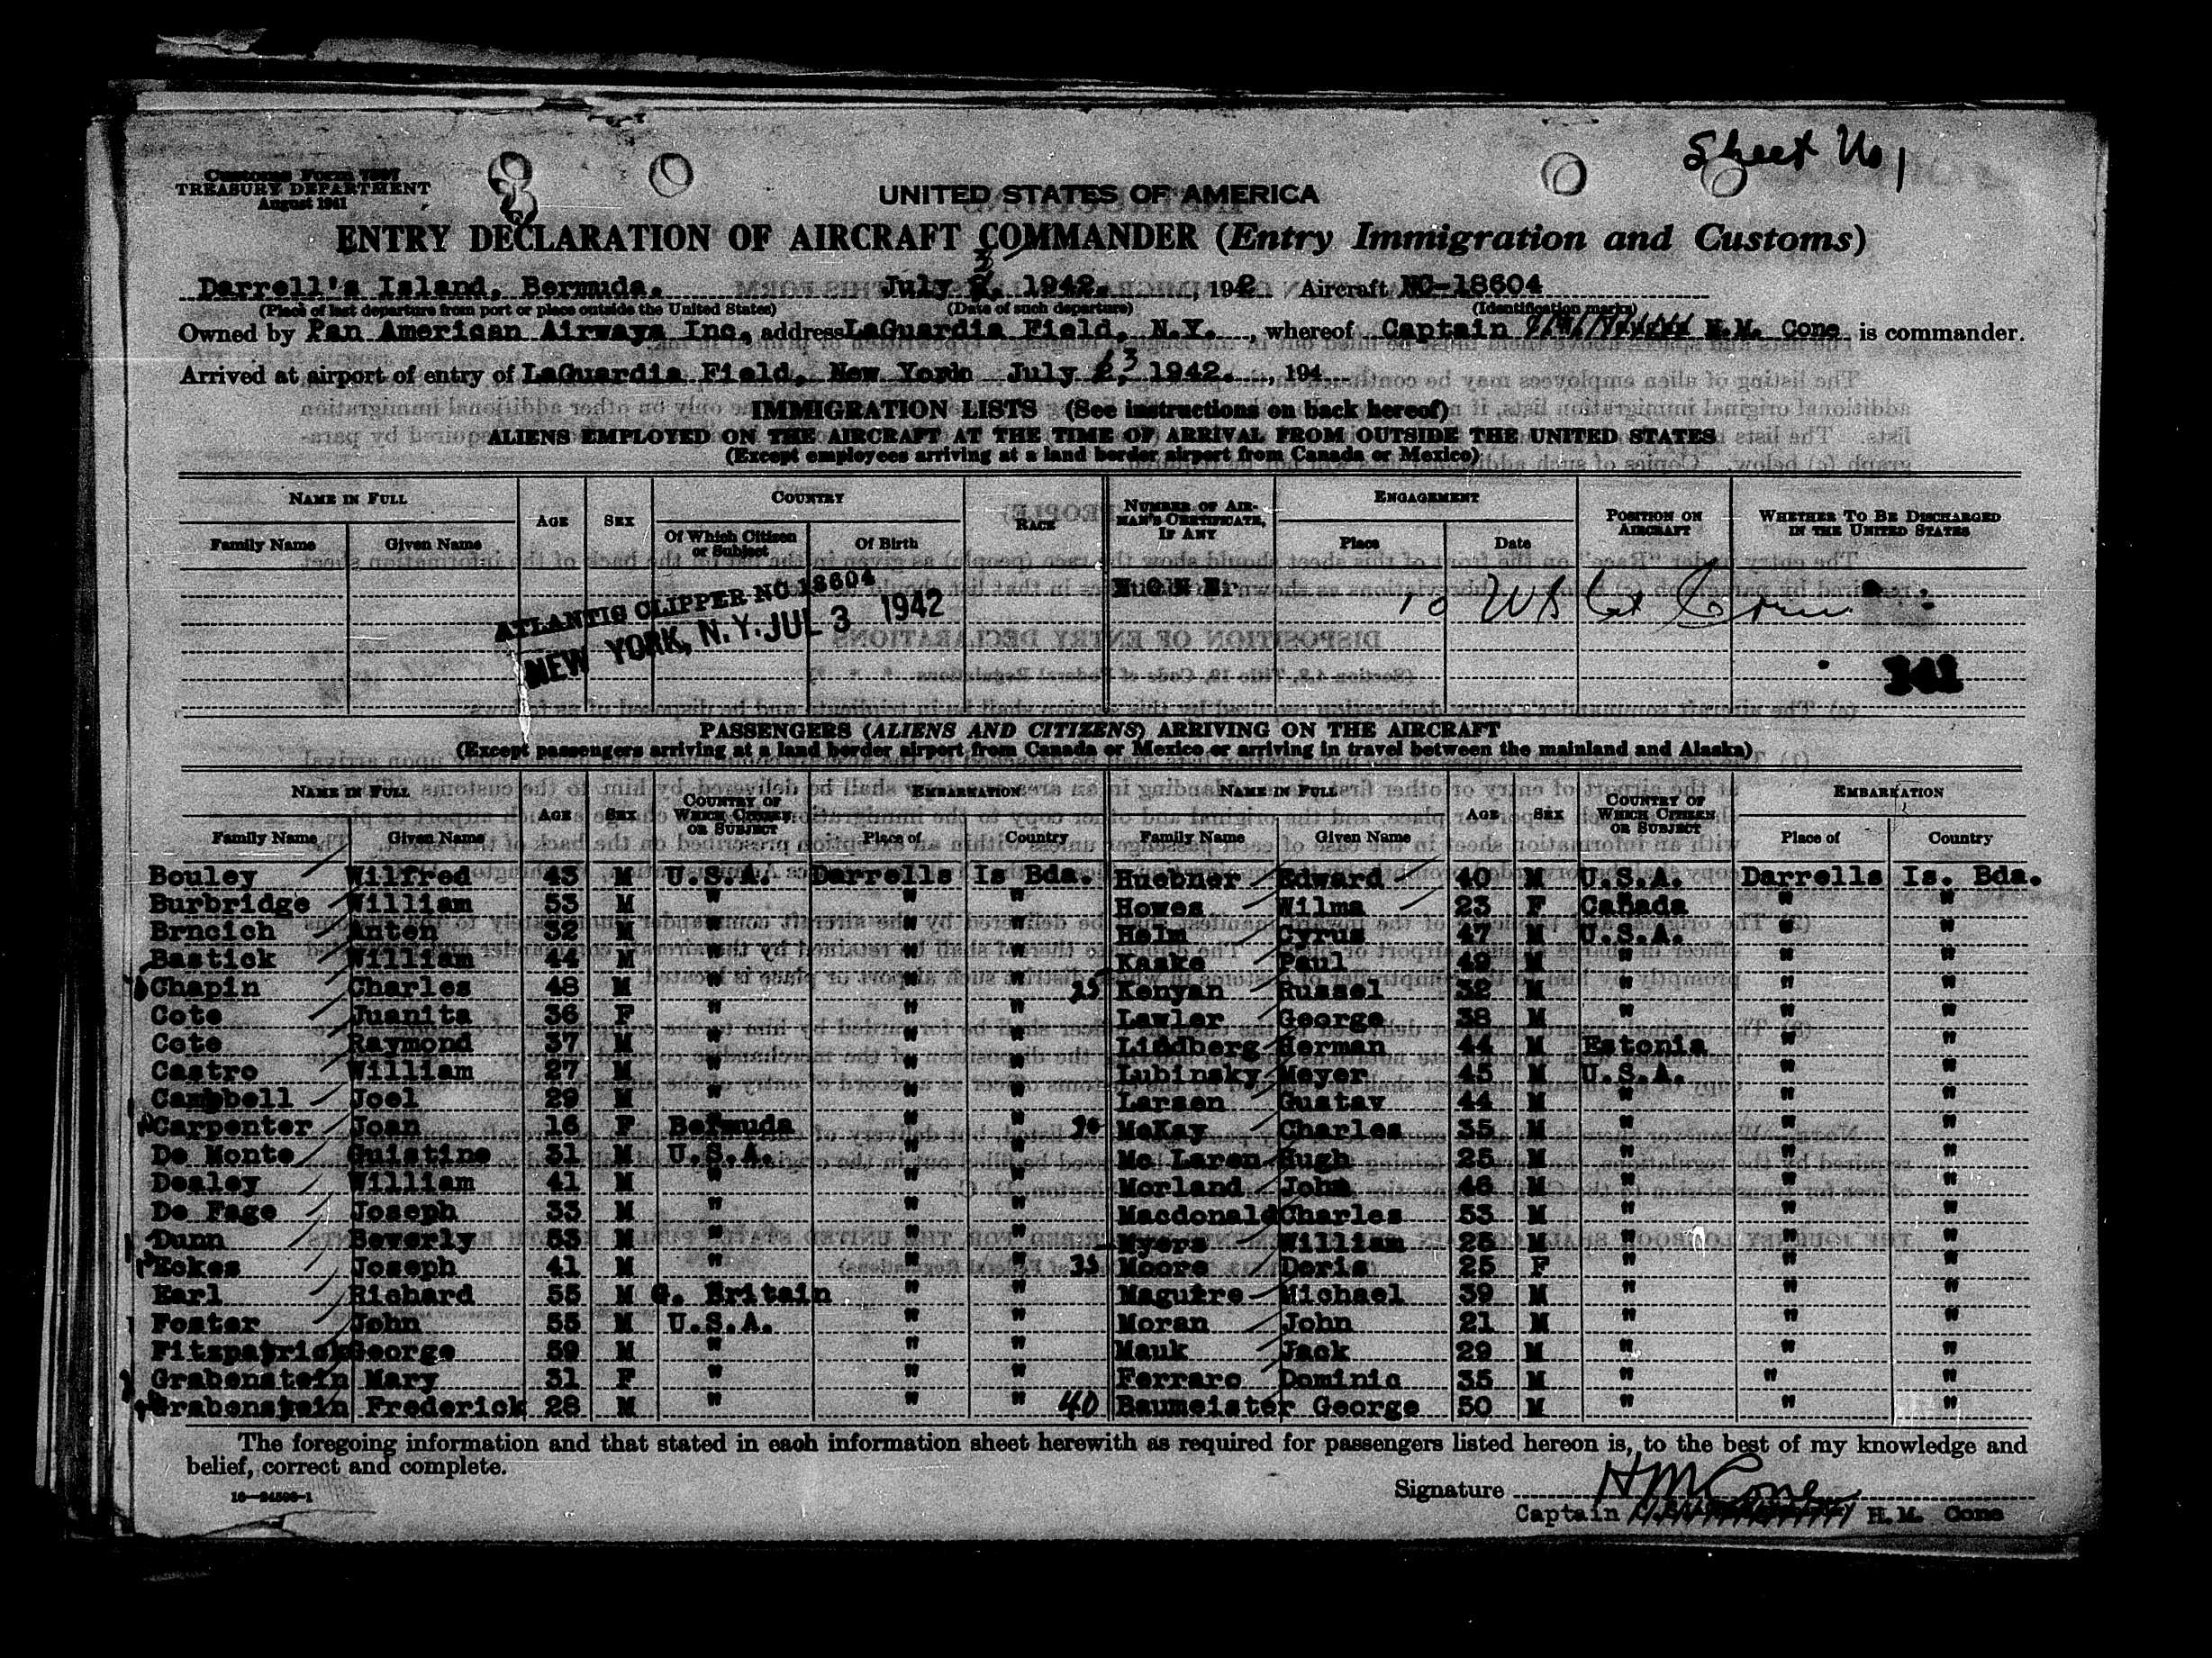 Sheet No 1
Customs Form 7507
TREASURY DEPARTMENT
August 1941
UNITED STATES OF AMERICA
ENTRY DECLARATION OF AIRCRAFT COMMANDER (Entry Immigration and Customs)
Darrell's Island, Bermuda. July 3, 1942. , 1942 Aircraft NC-18604
(Place of last departure from port or place outside the United States) (Date of such departure) (Identification marks)
Owned by Pan American Airways Inc. address LaGuardia Field, N.Y. , whereof Captain H.M. Cone is commander.
Arrived at airport of entry of LaGuardia Field, New York July 3, 1942. , 194
IMMIGRATION LISTS (See instructions on back hereof)
ALIENS EMPLOYED ON THE AIRCRAFT AT THE TIME OF ARRIVAL FROM OUTSIDE THE UNITED STATES
(Except employees arriving at a land border airport from Canada or Mexico)
NAME IN FULL AGE SEX COUNTRY RACE NUMBER OF AIRMAN'S CERTIFICATE, IF ANY ENGAGEMENT POSITION ON AIRCRAFT WHETHER TO BE DISCHARGED IN THE UNITED STATES
Family Name Given Name Of Which Citizen or Subject Of Birth Place Date
N O N E
ATLANTIC CLIPPER NC 18604
NEW YORK, N.Y. JUL 3 1942
10
141
PASSENGERS (ALIENS AND CITIZENS) ARRIVING ON THE AIRCRAFT
(Except passengers arriving at a land border airport from Canada or Mexico or arriving in travel between the mainland and Alaska)
NAME IN FULL AGE SEX COUNTRY OF WHICH CITIZEN OR SUBJECT EMBARKATION NAME IN FULL AGE SEX COUNTRY OF WHICH CITIZEN OR SUBJECT EMBARKATION
Family Name Given Name Place of Country Family Name Given Name Place of Country
Bouley Wilfred 43 M U.S.A. Darrells Is Bda. Huebner Edward 40 M U.S.A. Darrells Is. Bda.
Burbridge William 53 M " " " Howes Wilma 23 F Canada " "
Brncich Anten 32 M " " " Helm Cyrus 47 M U.S.A. " "
Bastick William 44 M " " " Kaake Paul 49 M " " "
Chapin Charles 48 M " " " 25 Kenyan Russel 32 M " " "
Cote Juanita 36 F " " " Lawler George 38 M " " "
Cote Raymond 37 M " " " Lindberg Herman 44 M Estonia " "
Castro William 27 M " " " Lubinsky Meyer 45 M U.S.A. " "
Campbell Joel 29 M " " " Larsen Gustav 44 M " " "
Carpenter Joan 16 F Bermuda " " 30 McKay Charles 35 M " " "
De Monte Guistine 31 M U.S.A. " " Mc Laren Hugh 25 M " " "
Dealey William 41 M " " " Morland John 46 M " " "
De Fage Joseph 33 M " " " Macdonald Charles 53 M " " "
Dunn Beverly 53 M " " " Myers William 25 M " " "
Eckes Joseph 41 M " " " 35 Moore Doris 25 F " " "
Earl Richard 55 M G. Britain " " Maguire Michael 39 M " " "
Foster John 53 M U.S.A. " " Moran John 21 M " " "
Fitzpatrick George 59 M " " " Mauk Jack 29 M " " "
Grabenstein Mary 31 F " " " Ferraro Dominic 35 M " " "
Grabenstein Frederick 28 M " " " 40 Baumeister George 50 M " " "
The foregoing information and that stated in each information sheet herewith as required for passengers listed hereon is, to the best of my knowledge and
belief, correct and complete.
16—24506-1
Signature HM Cone
Captain H.M. Cone